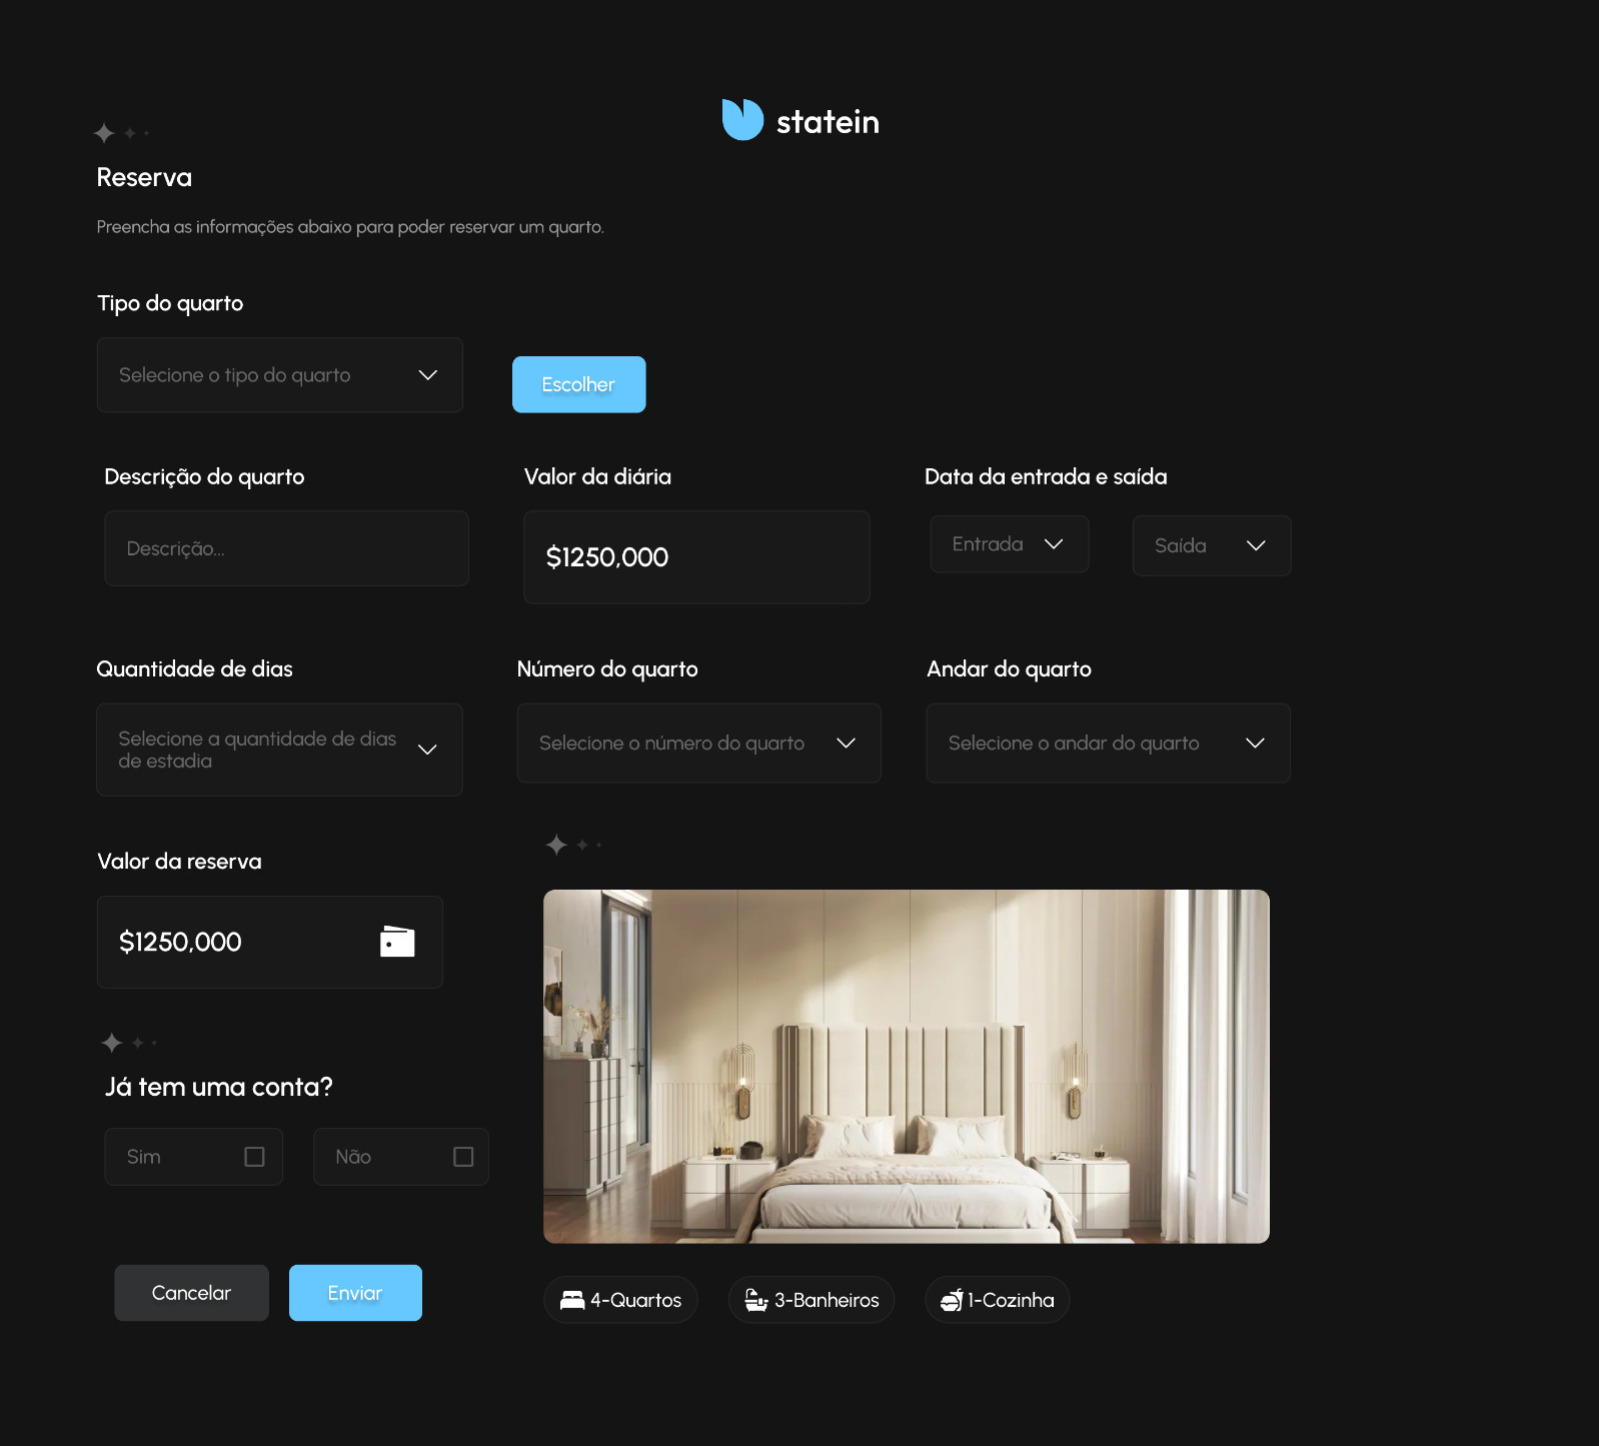 statein
Reserva
Preencha as informações abaixo para poder reservar um quarto.
Tipo do quarto
Selecione o tipo do quarto
Escolher
Descrição do quarto
Valor da diária
Data da entrada e saída
Descrição...
$1250,000
Entrada
Saída
Quantidade de dias
Número do quarto
Andar do quarto
Selecione a quantidade de dias
de estadia
Selecione o número do quarto
Selecione o andar do quarto
Valor da reserva
$1250,000
Já tem uma conta?
Sim
Não
Cancelar
Enviar
4-Quartos
3-Banheiros
1-Cozinha